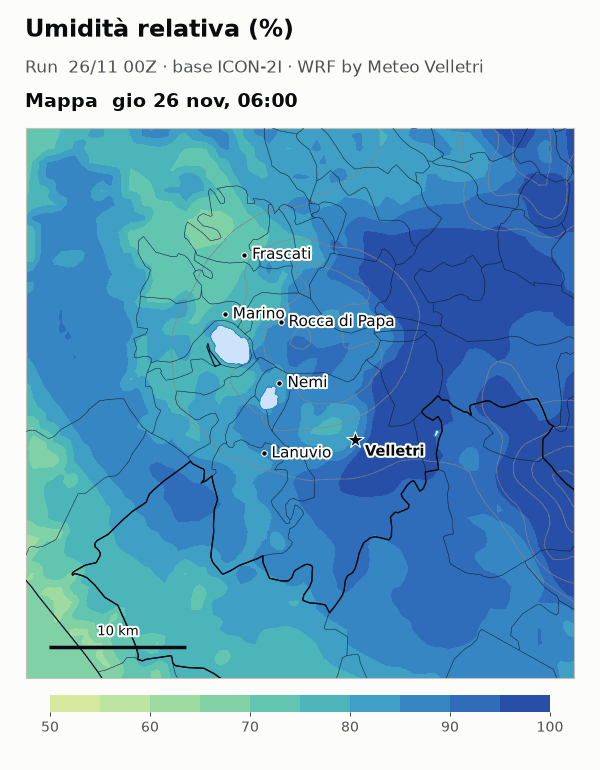 Umidità relativa (%)
Run  26/11 00Z · base ICON-2I · WRF by Meteo Velletri
Mappa  gio 26 nov, 06:00
Frascati
Marino
Rocca di Papa
Nemi
Velletri
Lanuvio
10 km
50 60 70 80 90 100